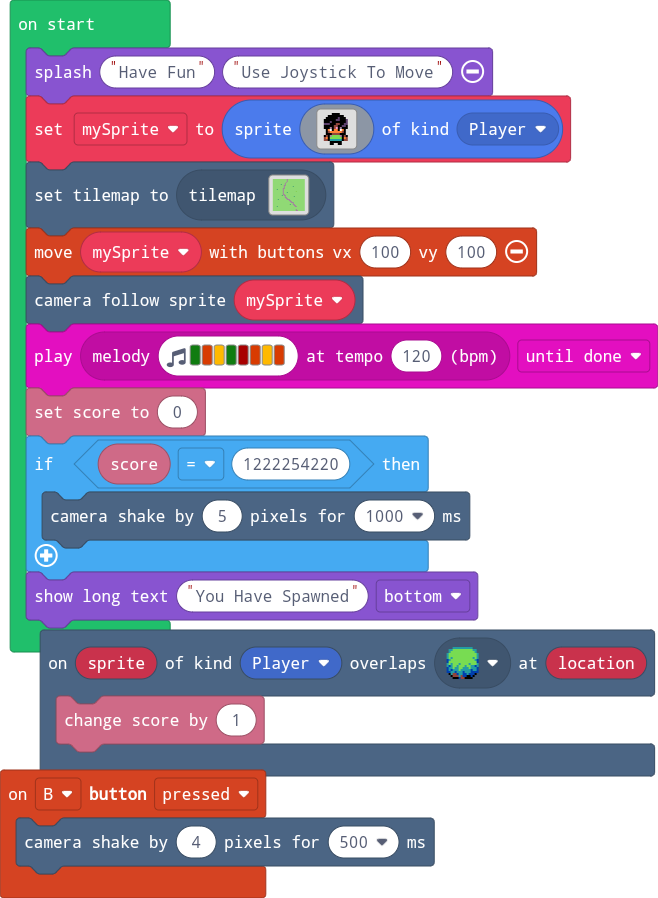 on start
splash "Have Fun" "Use Joystick To Move"
set mySprite to sprite of kind Player
set tilemap to tilemap
move mySprite with buttons vx 100 vy 100
camera follow sprite mySprite
play melody at tempo 120 (bpm) until done
set score to 0
if score = 1222254220 then
camera shake by 5 pixels for 1000 ms
show long text "You Have Spawned" bottom
on sprite of kind Player overlaps at location
change score by 1
on B button pressed
camera shake by 4 pixels for 500 ms